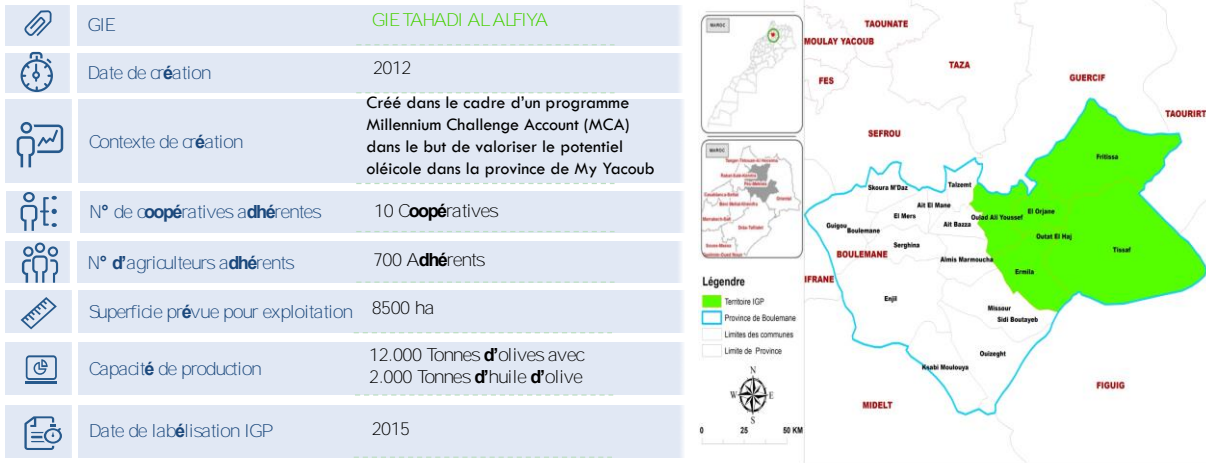 GIE
GIE TAHADI AL ALFIYA
Date de création
2012
Contexte de création
Créé dans le cadre d'un programme
Millennium Challenge Account (MCA)
dans le but de valoriser le potentiel
oléicole dans la province de My Yacoub
N° de coopératives adhérentes
10 Coopératives
N° d'agriculteurs adhérents
700 Adhérents
Superficie prévue pour exploitation
8500 ha
Capacité de production
12.000 Tonnes d'olives avec
2.000 Tonnes d'huile d'olive
Date de labélisation IGP
2015
MAROC
MAROC
Oriental
Légendre
Territoire IGP
Province de Boulemane
Limites des communes
Limite de Province
N
W
E
S
0 25 50 KM
TAOUNATE
MOULAY YACOUB
TAZA
FES
GUERCIF
TAOURIRT
SEFROU
Fritissa
Skoura M'Daz
Talzemt
Ait El Mane
El Orjane
El Mers
Oulad Ali Youssef
Guigou
Boulemane
Ait Bazza
Outat El Haj
Serghina
Tissaf
BOULEMANE
Almis Marmoucha
Ermila
IFRANE
Enjil
Missour
Sidi Boutayeb
Ouizeght
Ksabi Moulouya
FIGUIG
MIDELT